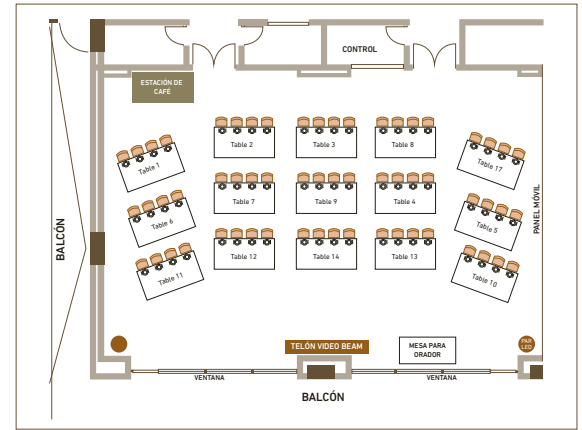 CONTROL
ESTACIÓN DE
CAFÉ
Table 2
Table 3
Table 8
Table 1
Table 17
Table 7
Table 9
Table 4
Table 6
Table 5
Table 12
Table 14
Table 13
Table 11
Table 10
BALCÓN
PANEL MÓVIL
TELÓN VIDEO BEAM
MESA PARA
ORADOR
PAR
LED
VENTANA
VENTANA
BALCÓN